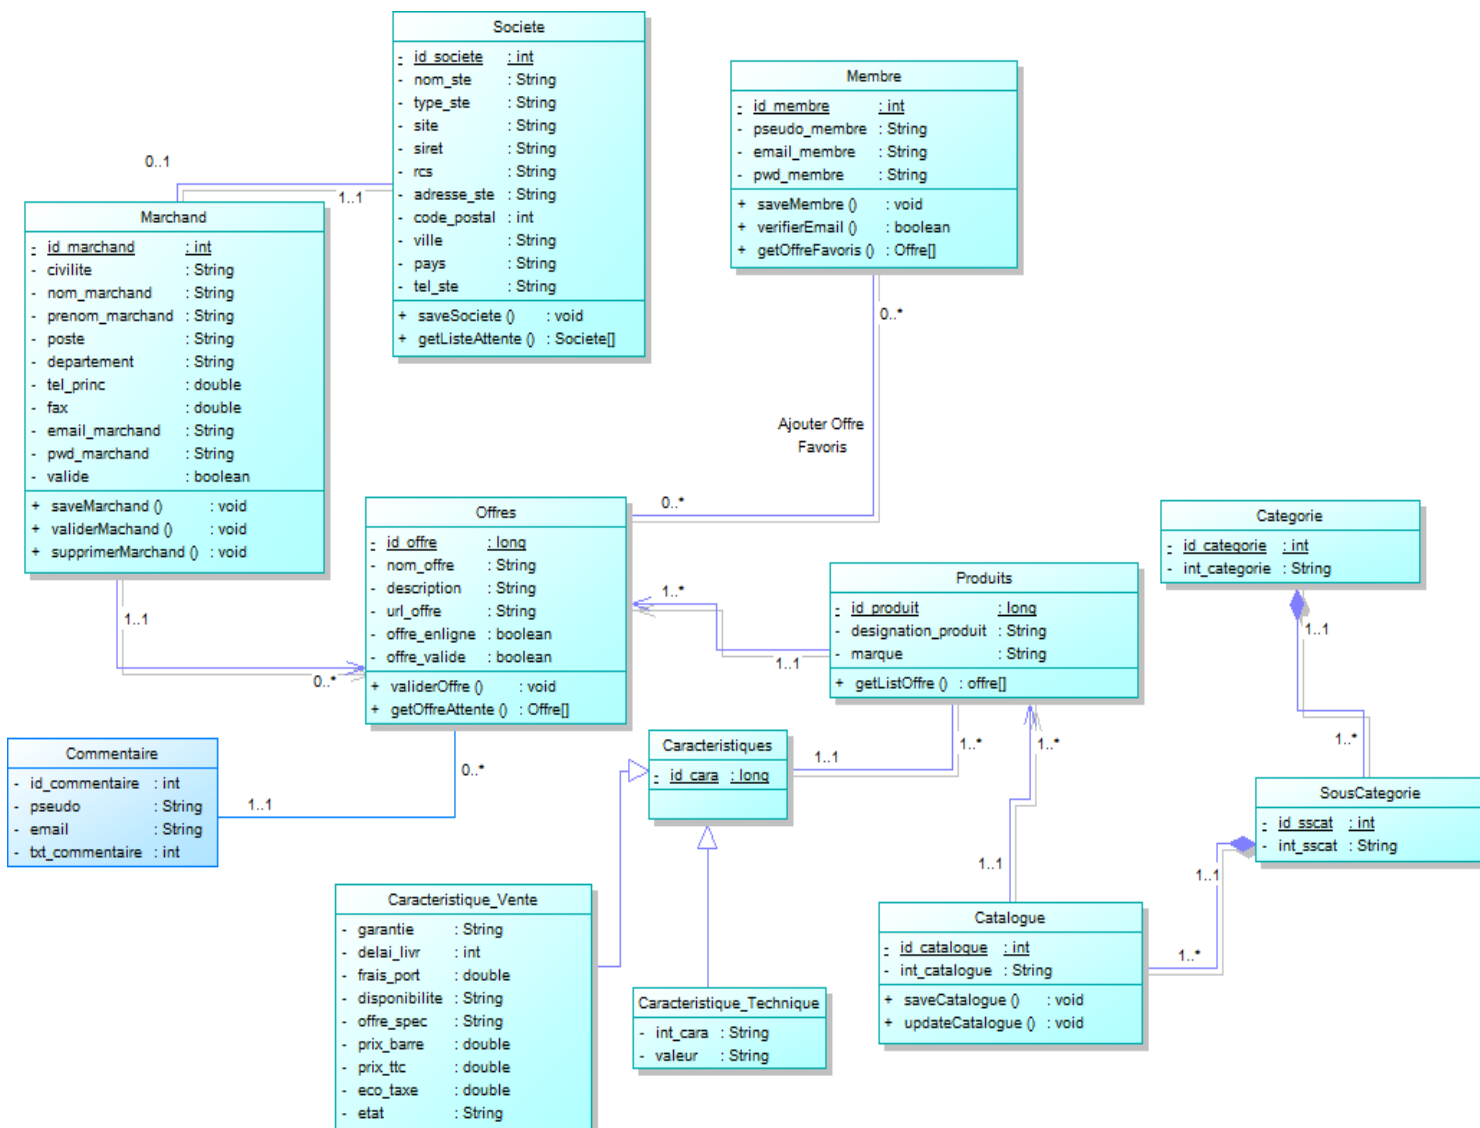 Societe
- id_societe : int
- nom_ste : String
- type_ste : String
- site : String
- siret : String
- rcs : String
- adresse_ste : String
- code_postal : int
- ville : String
- pays : String
- tel_ste : String
+ saveSociete () : void
+ getListeAttente () : Societe[]
Membre
- id_membre : int
- pseudo_membre : String
- email_membre : String
- pwd_membre : String
+ saveMembre () : void
+ verifierEmail () : boolean
+ getOffreFavoris () : Offre[]
0..1
1..1
Marchand
- id_marchand : int
- civilite : String
- nom_marchand : String
- prenom_marchand : String
- poste : String
- departement : String
- tel_princ : double
- fax : double
- email_marchand : String
- pwd_marchand : String
- valide : boolean
+ saveMarchand () : void
+ validerMachand () : void
+ supprimerMarchand () : void
0..*
Ajouter Offre
Favoris
0..*
Offres
- id_offre : long
- nom_offre : String
- description : String
- url_offre : String
- offre_enligne : boolean
- offre_valide : boolean
+ validerOffre () : void
+ getOffreAttente () : Offre[]
1..1
0..*
1..*
1..1
Produits
- id_produit : long
- designation_produit : String
- marque : String
+ getListOffre () : offre[]
Categorie
- id_categorie : int
- int_categorie : String
1..1
1..*
SousCategorie
- id_sscat : int
- int_sscat : String
Commentaire
- id_commentaire : int
- pseudo : String
- email : String
- txt_commentaire : int
1..1
0..*
Caracteristiques
- id_cara : long
1..1
1..*
1..*
1..1
1..1
1..*
Catalogue
- id_catalogue : int
- int_catalogue : String
+ saveCatalogue () : void
+ updateCatalogue () : void
Caracteristique_Vente
- garantie : String
- delai_livr : int
- frais_port : double
- disponibilite : String
- offre_spec : String
- prix_barre : double
- prix_ttc : double
- eco_taxe : double
- etat : String
Caracteristique_Technique
- int_cara : String
- valeur : String